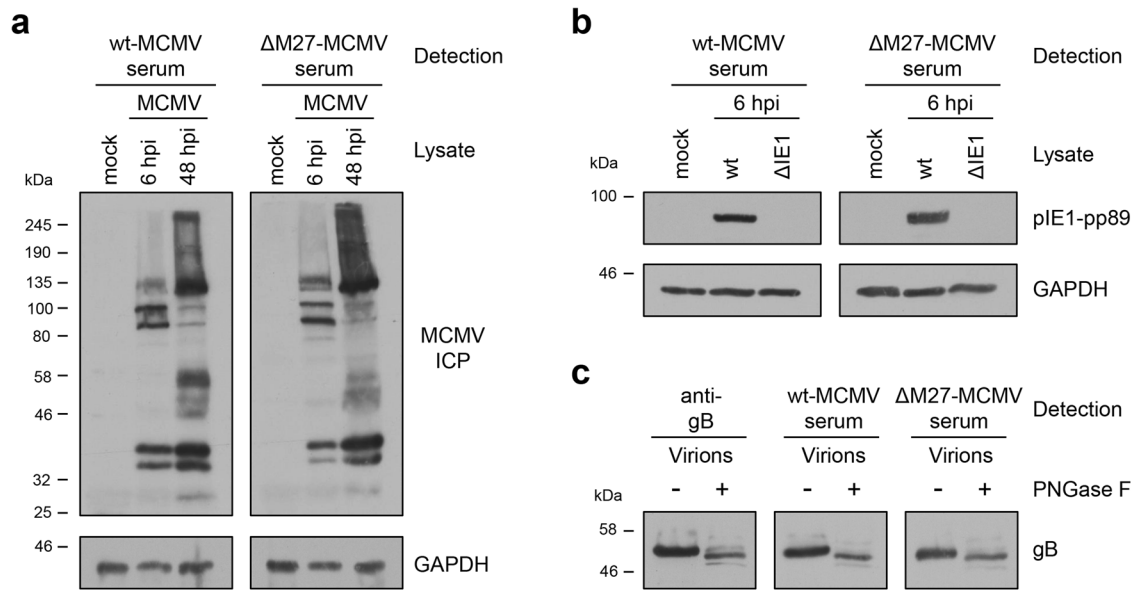 a
wt-MCMV
serum
ΔM27-MCMV
serum
Detection
MCMV
MCMV
mock
6 hpi
48 hpi
mock
6 hpi
48 hpi
Lysate
kDa
245
190
135
100
80
58
46
32
25
MCMV
ICP
46
GAPDH
b
wt-MCMV
serum
ΔM27-MCMV
serum
Detection
6 hpi
6 hpi
mock
wt
ΔIE1
mock
wt
ΔIE1
Lysate
kDa
100
pIE1-pp89
46
GAPDH
c
anti-
gB
wt-MCMV
serum
ΔM27-MCMV
serum
Detection
Virions
Virions
Virions
- + - + - + PNGase F
kDa
58
46
gB